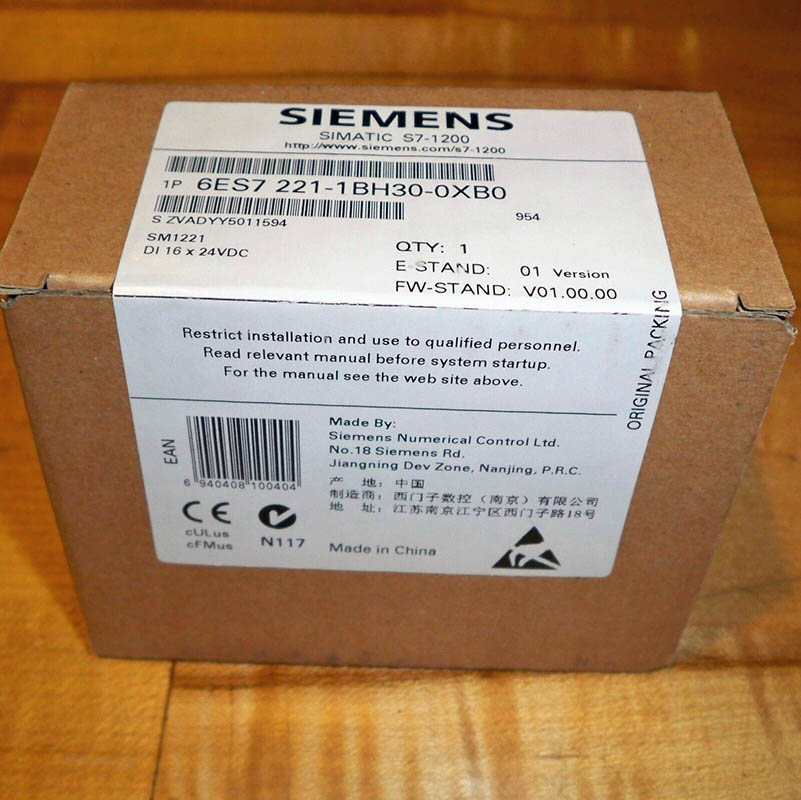 SIEMENS
SIMATIC S7-1200
http://www.siemens.com/s7-1200
1P 6ES7 221-1BH30-0XB0
S ZVADYY5011594
954
SM1221
DI 16 x 24VDC
QTY: 1
E-STAND: 01 Version
FW-STAND: V01.00.00
ORIGINAL PACKING
Restrict installation and use to qualified personnel.
Read relevant manual before system startup.
For the manual see the web site above.
EAN
6 940408 100404
CE
cULus
cFMus
N117
Made By:
Siemens Numerical Control Ltd.
No.18 Siemens Rd.
Jiangning Dev Zone, Nanjing, P.R.C.
产 地: 中国
制造商: 西门子数控（南京）有限公司
地 址: 江苏南京江宁区西门子路18号
Made in China